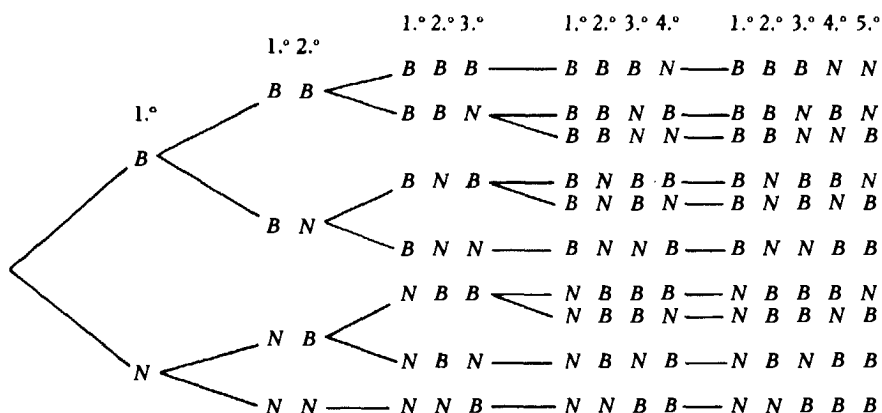 1.º 2.º 3.º 1.º 2.º 3.º 4.º 1.º 2.º 3.º 4.º 5.º
1.º 2.º
B B B B B B N B B B N N
B B
1.º
B B N B B N B B B N B N
B B N N B B N N B
B
B N B B N B B B N B B N
B N B N B N B N B
B N
B N N B N N B B N N B B
N B B N B B B N B B B N
N B B N N B B N B
N B
N B N N B N B N B N B B
N
N N N N B N N B B N N B B B